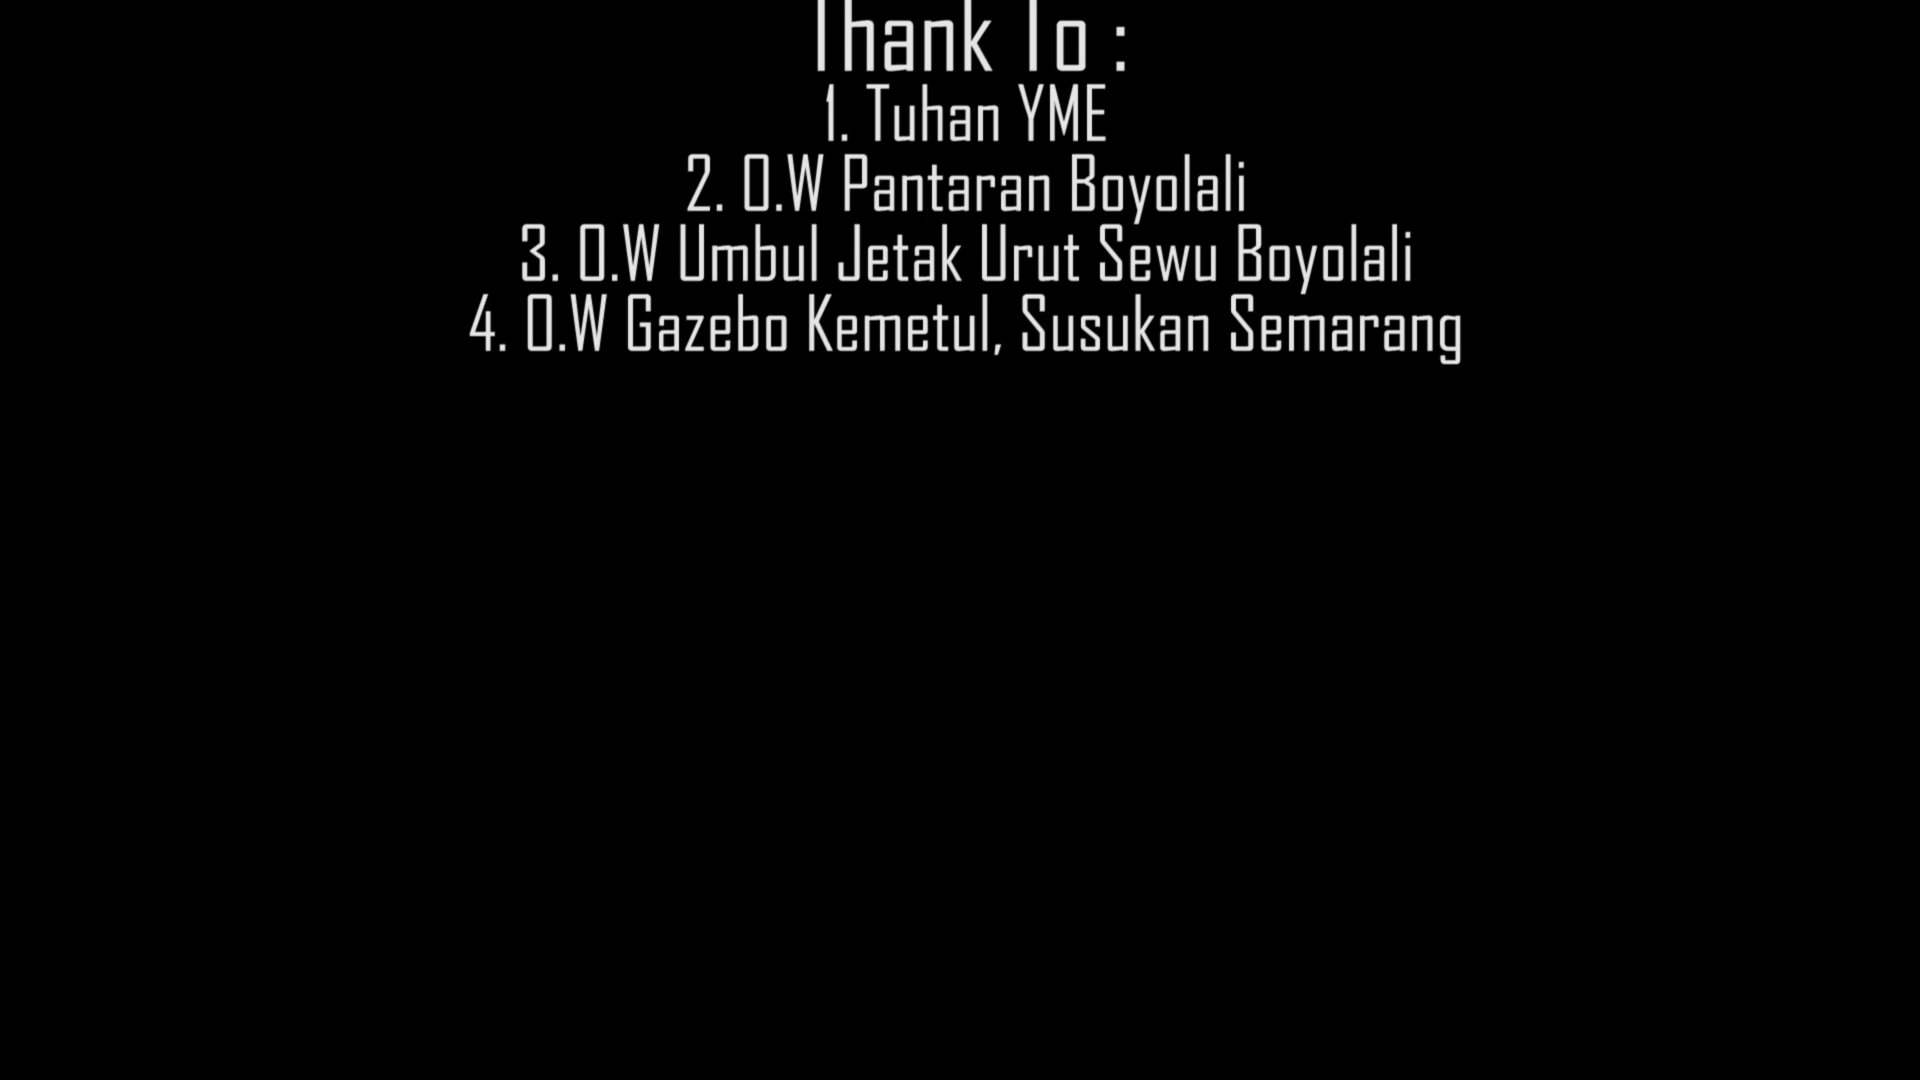 Thank To :
1. Tuhan YME
2. O.W Pantaran Boyolali
3. O.W Umbul Jetak Urut Sewu Boyolali
4. O.W Gazebo Kemetul, Susukan Semarang